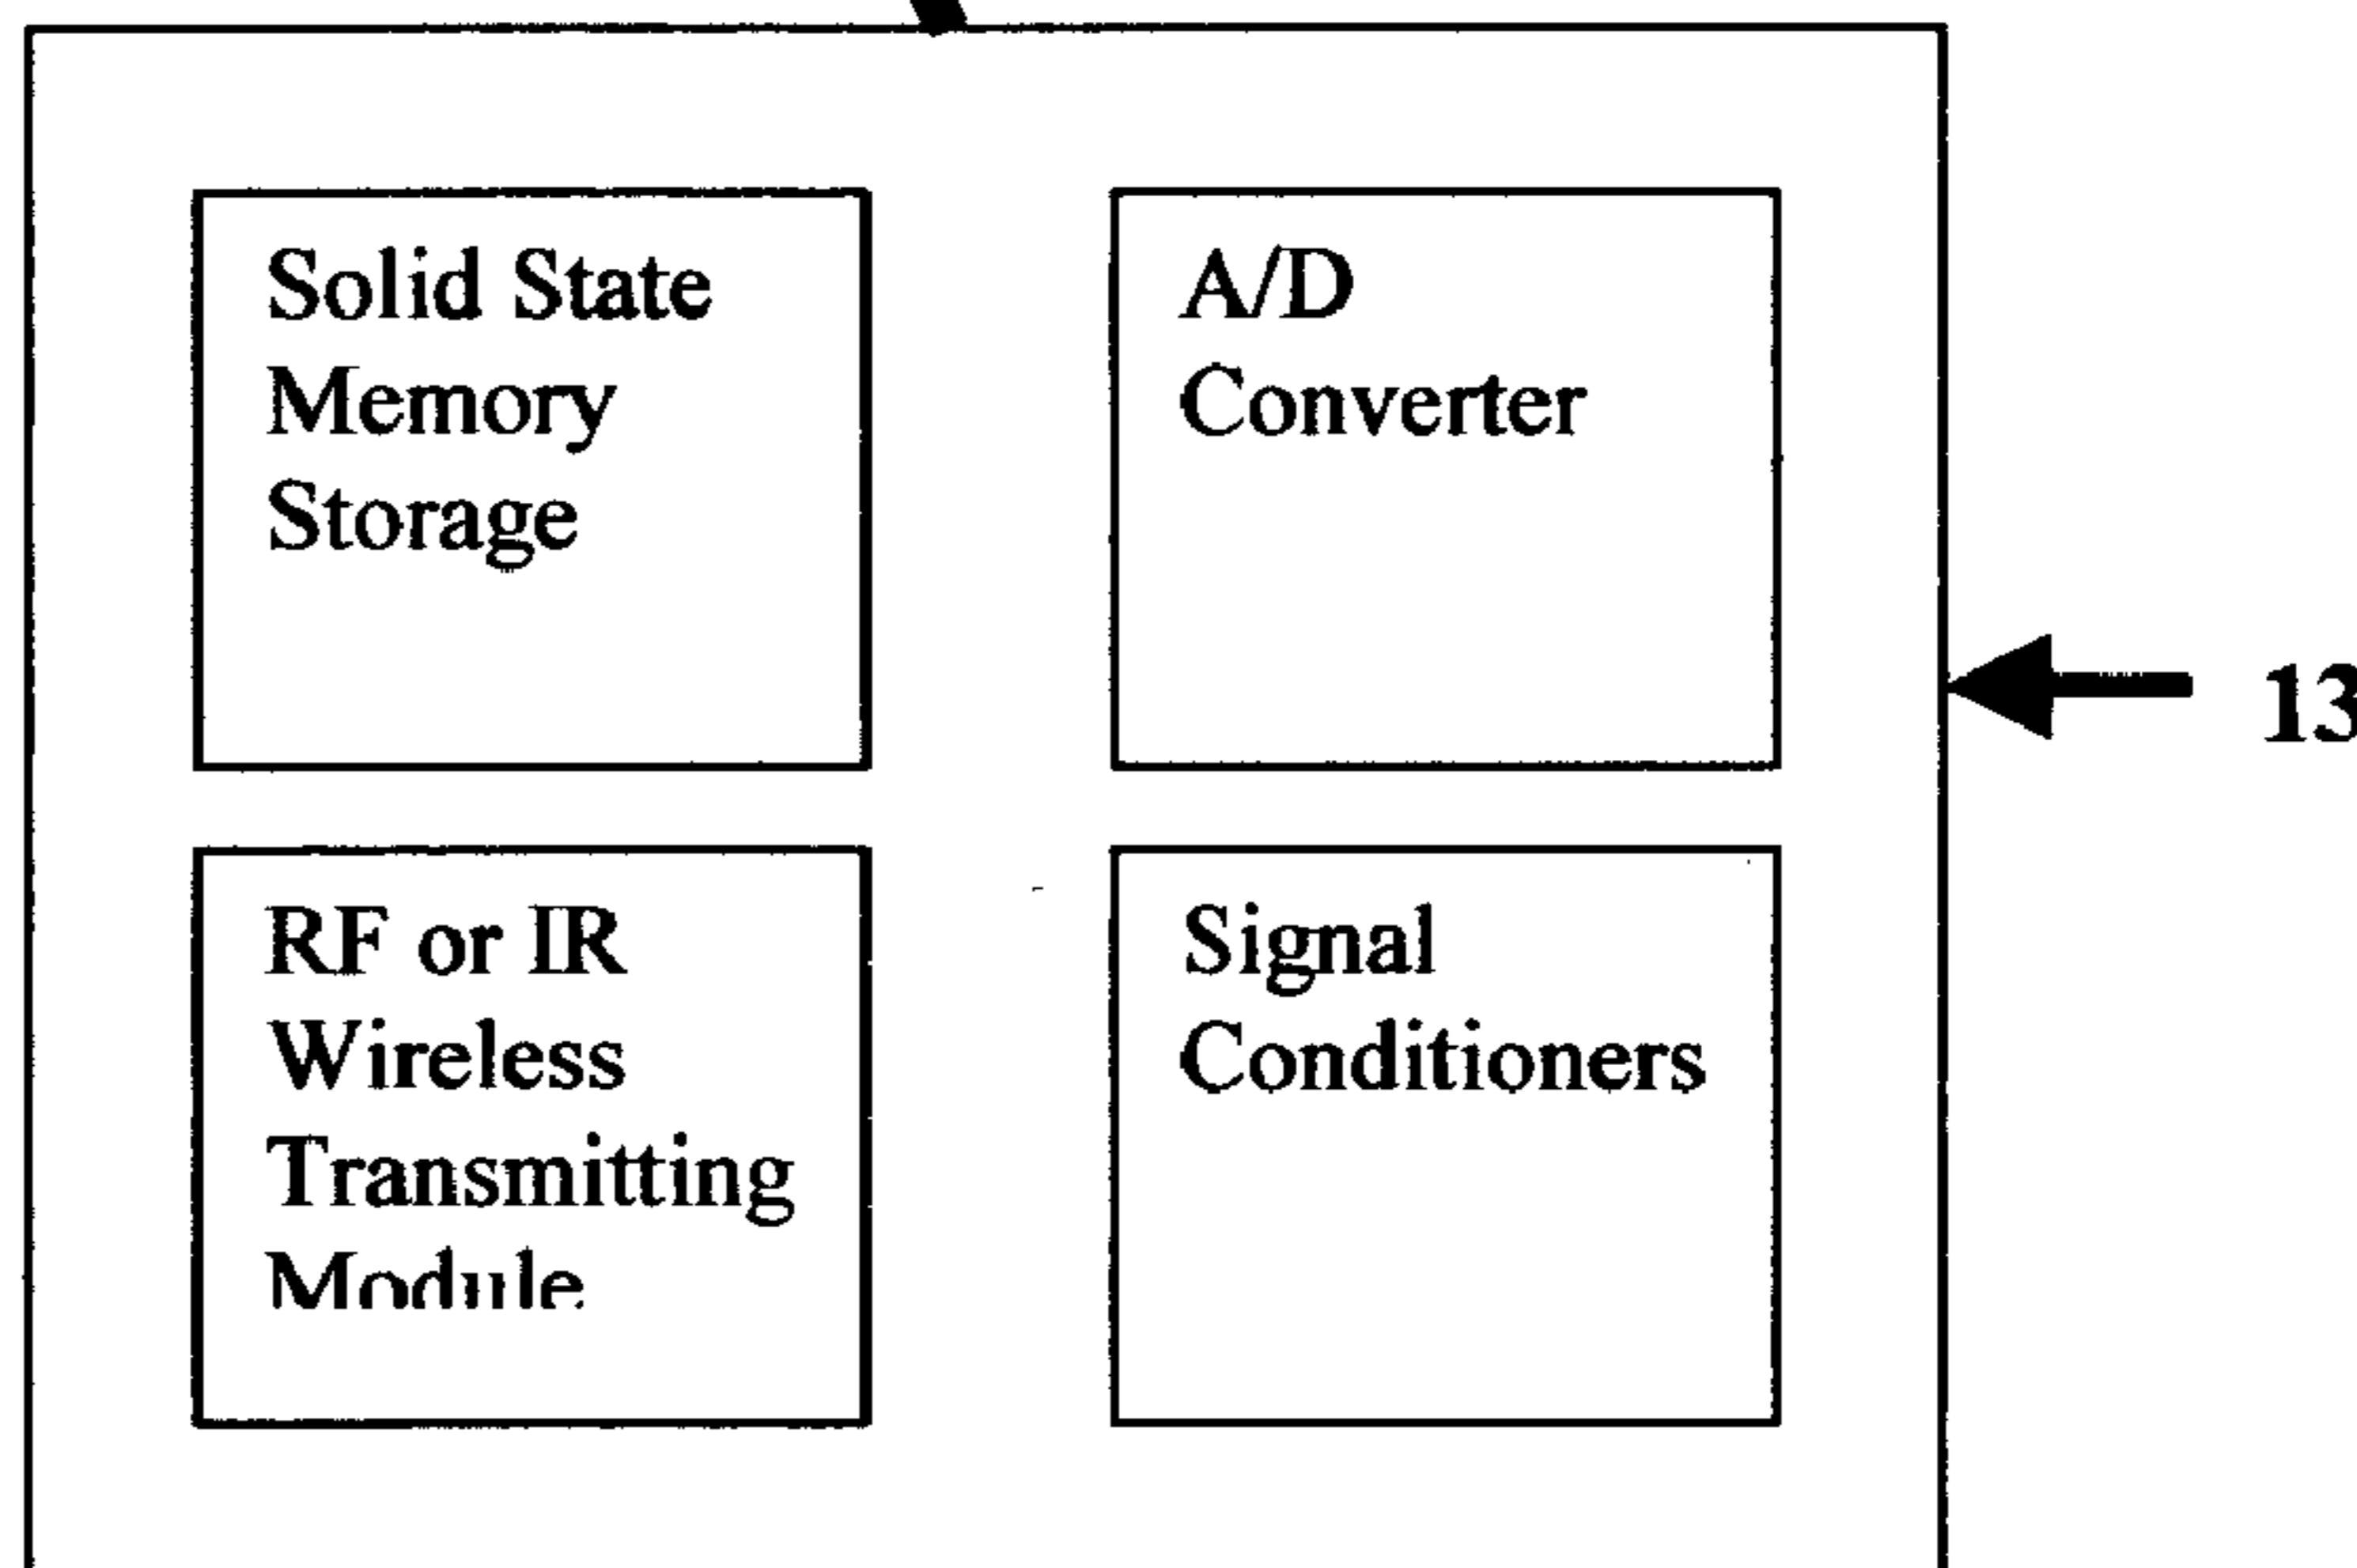 Solid State
Memory
Storage
A/D
Converter
13
RF or IR
Wireless
Transmitting
Module
Signal
Conditioners